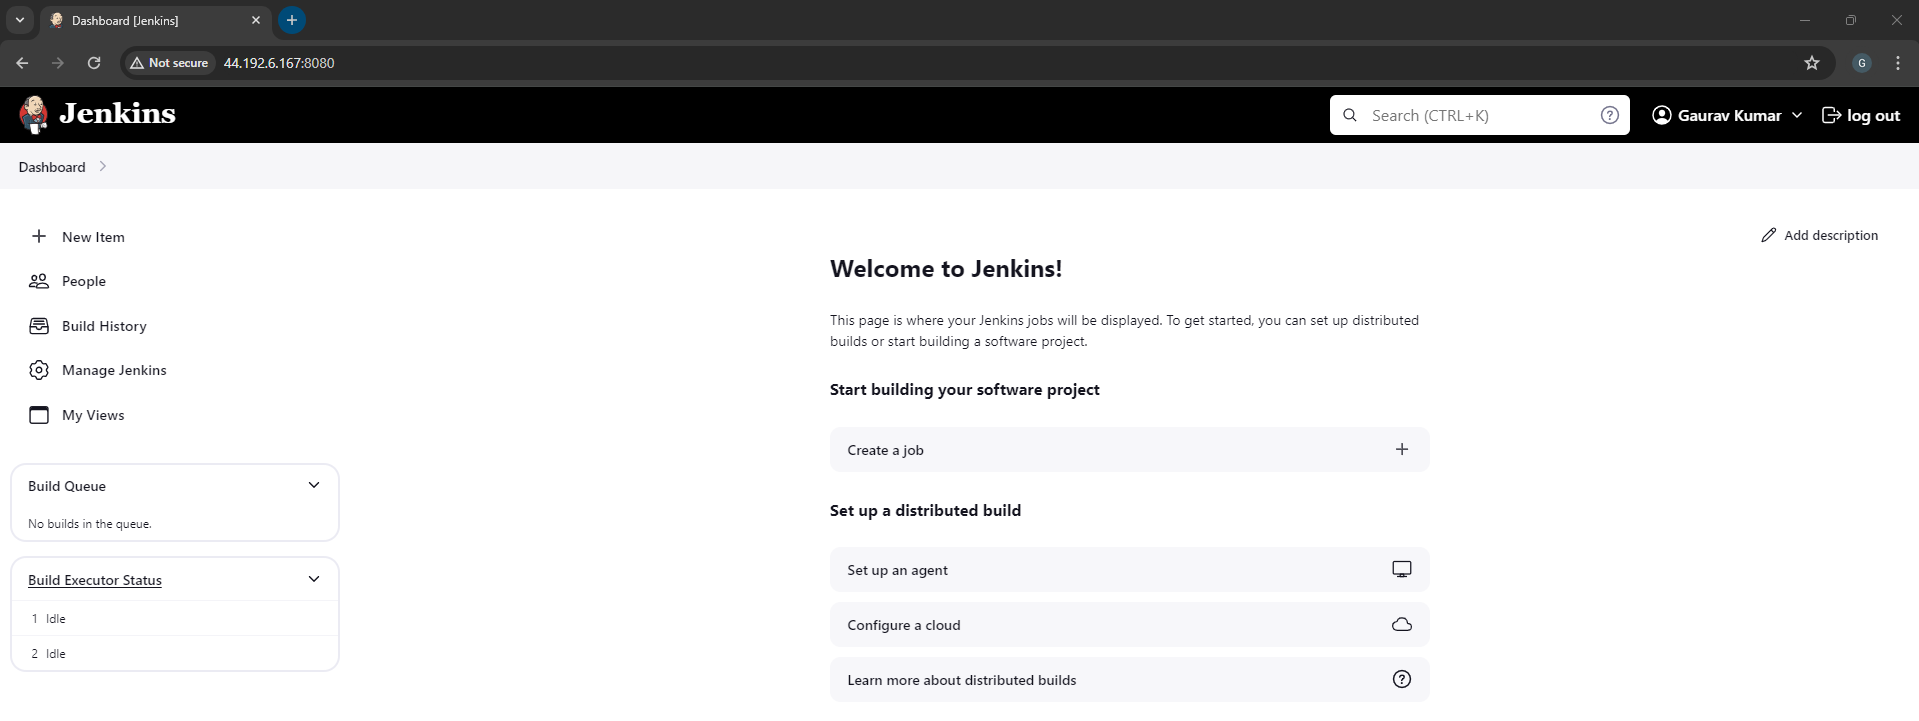 Dashboard [Jenkins]
Not secure
44.192.6.167:8080
G
Jenkins
Search (CTRL+K)
?
Gaurav Kumar
log out
Dashboard
New Item
People
Build History
Manage Jenkins
My Views
Build Queue
No builds in the queue.
Build Executor Status
1 Idle
2 Idle
Add description
Welcome to Jenkins!
This page is where your Jenkins jobs will be displayed. To get started, you can set up distributed
builds or start building a software project.
Start building your software project
Create a job
Set up a distributed build
Set up an agent
Configure a cloud
Learn more about distributed builds
?